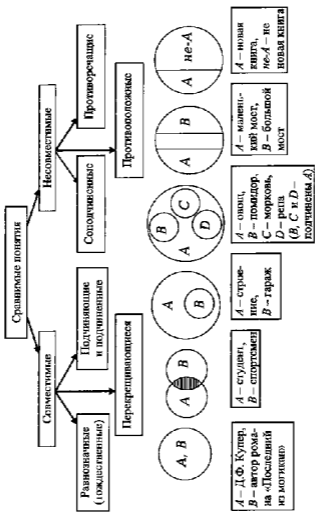 Сравнимые понятия
Совместимые
Несовместимые
Равнозначные
(тождественные)
Подчиняющие
и подчиненные
Соподчиненные
Противоречащие
Перекрещивающиеся
Противоположные
A, B
A
B
A
B
A
B
C
D
A
B
A
не-A
A – Д.Ф. Купер,
B – автор рома-
на «Последний
из могикан»
A – студент,
B – спортсмен
A – строе-
ние,
B – гараж
A – овощ,
B – помидор,
C – морковь,
D – репа
(B, C и D –
подчинены A)
A – малень-
кий мост,
B – большой
мост
A – новая
книга,
не-A – не
новая книга